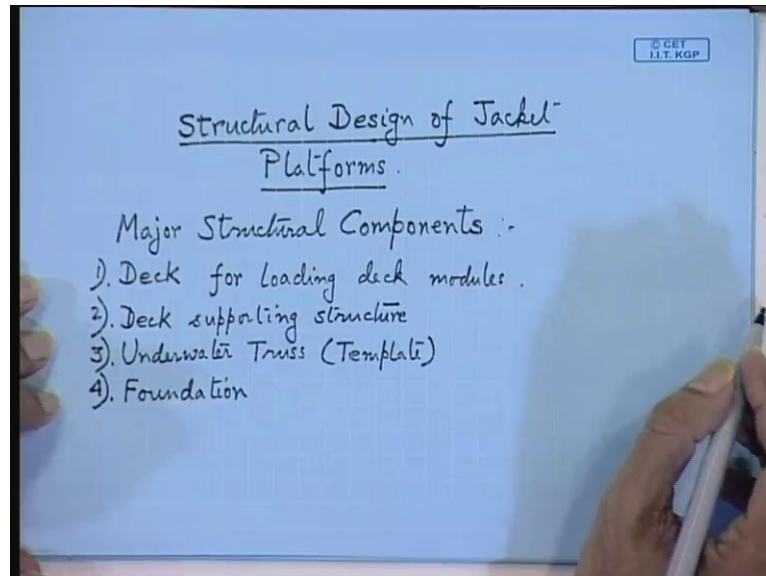 © CET
I.I.T. KGP
Structural Design of Jacket
Platforms.
Major Structural Components :-
1). Deck for loading deck modules.
2). Deck supporting structure
3). Underwater Truss (Template)
4). Foundation